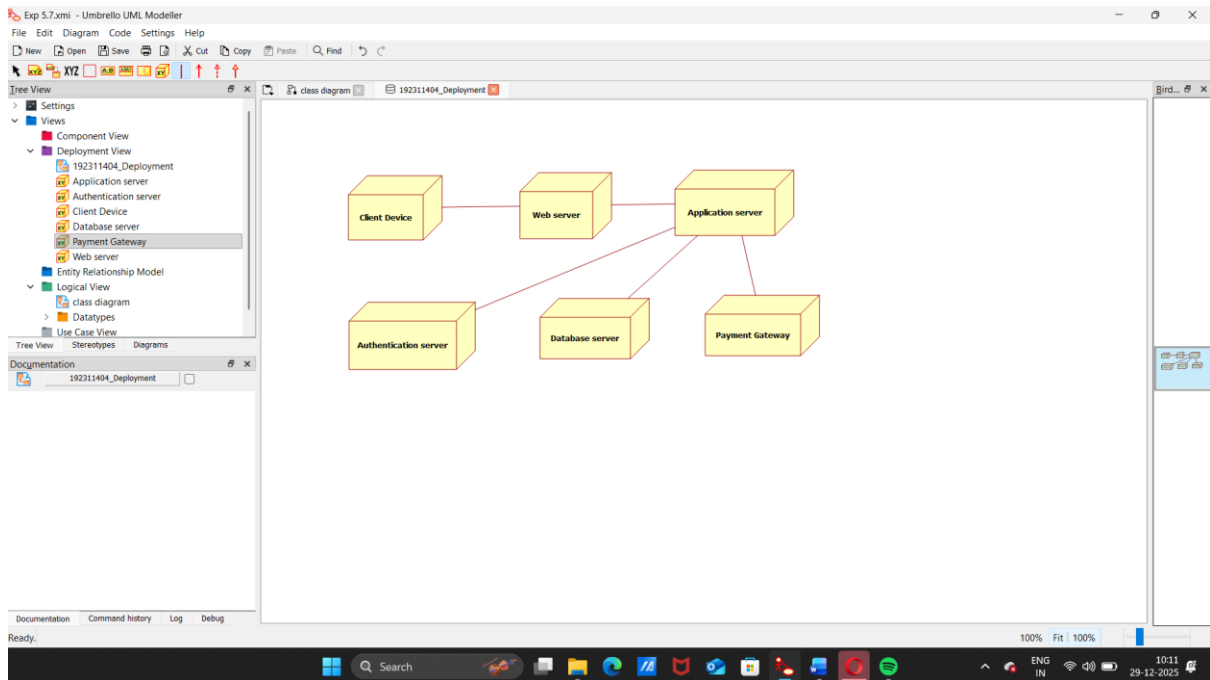 Exp 5.7.xmi - Umbrello UML Modeller
File Edit Diagram Code Settings Help
New Open Save Cut Copy Paste Find
XYZ A:B
Tree View
class diagram 192311404_Deployment
Bird...
Settings
Views
Component View
Deployment View
192311404_Deployment
Application server
Authentication server
Client Device
Database server
Payment Gateway
Web server
Entity Relationship Model
Logical View
class diagram
Datatypes
Use Case View
Tree View Stereotypes Diagrams
Documentation
192311404_Deployment
Client Device
Web server
Application server
Authentication server
Database server
Payment Gateway
Documentation Command history Log Debug
Ready.
100% Fit 100%
Search
ENG
IN
10:11
29-12-2025